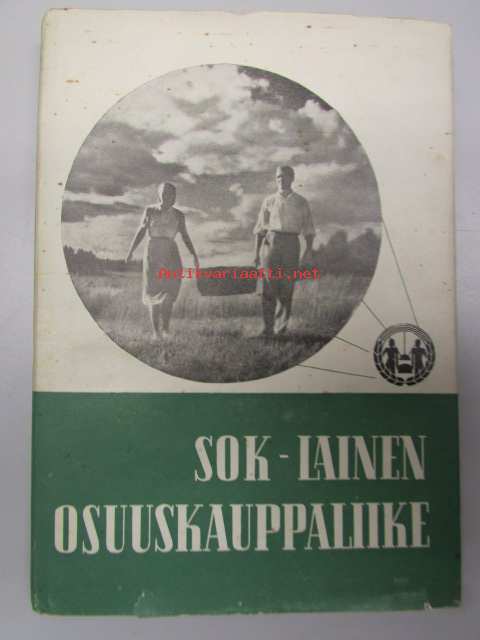 Antikvariaatti.net
SOK - LAINEN
OSUUSKAUPPALIIKE